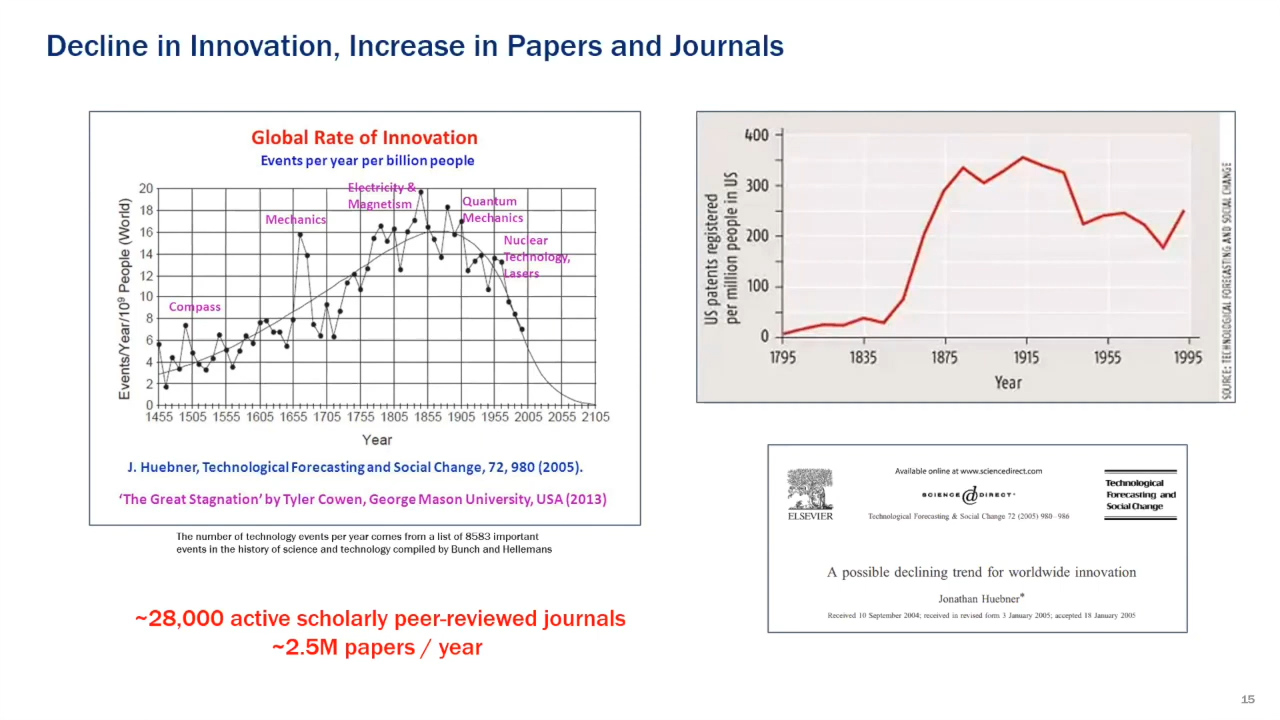 Decline in Innovation, Increase in Papers and Journals
Global Rate of Innovation
Events per year per billion people
Events/Year/10⁹ People (World)
20
18
16
14
12
10
8
6
4
2
0
Compass
Mechanics
Electricity &
Magnetism
Quantum
Mechanics
Nuclear
Technology,
Lasers
1455 1505 1555 1605 1655 1705 1755 1805 1855 1905 1955 2005 2055 2105
Year
J. Huebner, Technological Forecasting and Social Change, 72, 980 (2005).
‘The Great Stagnation’ by Tyler Cowen, George Mason University, USA (2013)
The number of technology events per year comes from a list of 8583 important
events in the history of science and technology compiled by Bunch and Hellemans
~28,000 active scholarly peer-reviewed journals
~2.5M papers / year
US patents registered
per million people in US
400
300
200
100
0
1795 1835 1875 1915 1955 1995
Year
SOURCE: TECHNOLOGICAL FORECASTING AND SOCIAL CHANGE
ELSEVIER
Available online at www.sciencedirect.com
SCIENCE @ DIRECT®
Technological Forecasting & Social Change 72 (2005) 980–986
Technological
Forecasting and
Social Change
A possible declining trend for worldwide innovation
Jonathan Huebner*
Received 10 September 2004; received in revised form 3 January 2005; accepted 18 January 2005
15